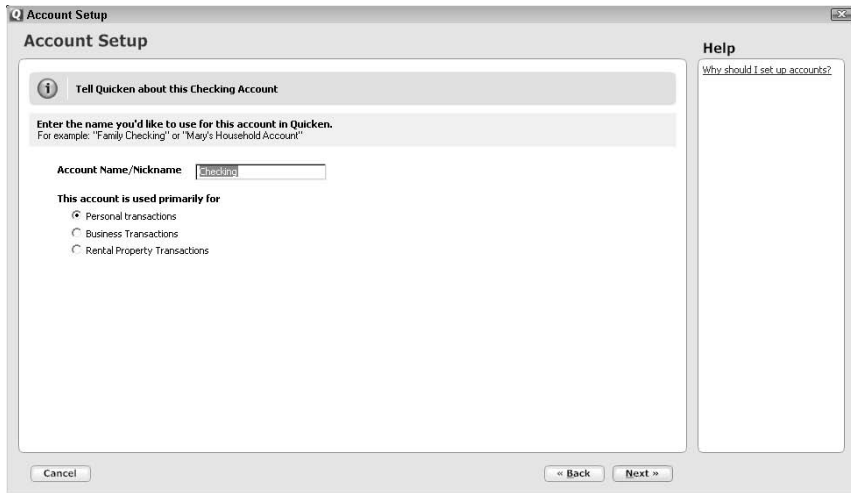 Account Setup
Account Setup
Help
Why should I set up accounts?
Tell Quicken about this Checking Account
Enter the name you'd like to use for this account in Quicken.
For example: "Family Checking" or "Mary's Household Account"
Account Name/Nickname Checking
This account is used primarily for
Personal transactions
Business Transactions
Rental Property Transactions
Cancel
« Back
Next »